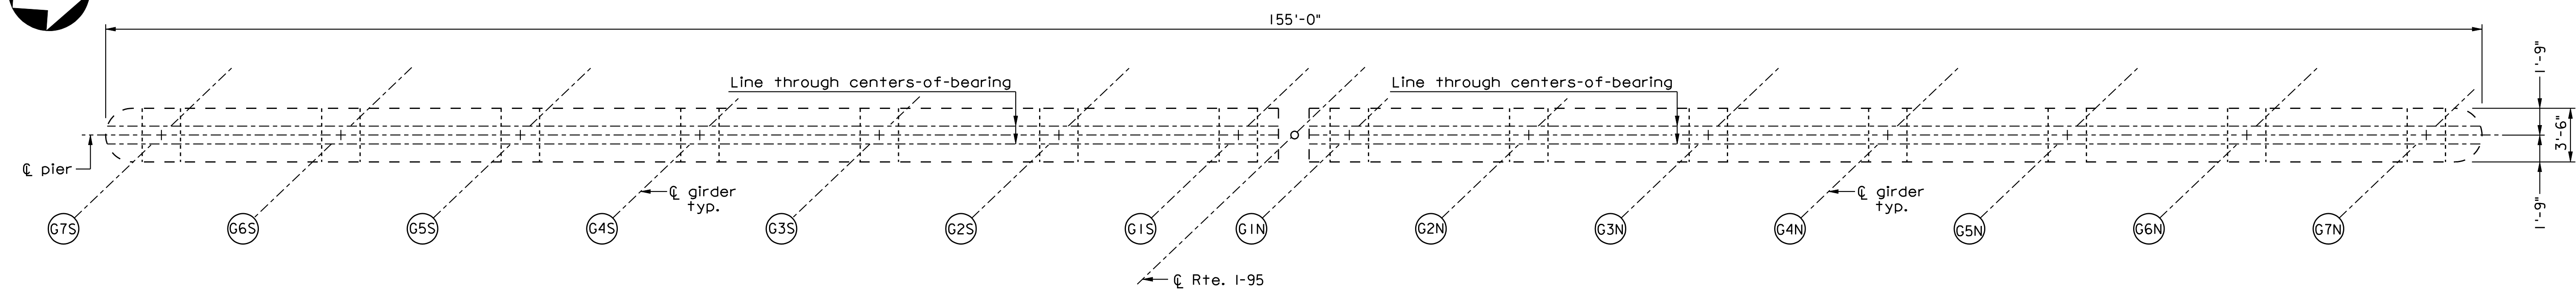 155'-0"
1'-9"
Line through centers-of-bearing
Line through centers-of-bearing
3'-6"
℄ pier
℄ girder
typ.
℄ girder
typ.
1'-9"
G7S
G6S
G5S
G4S
G3S
G2S
G1S
G1N
G2N
G3N
G4N
G5N
G6N
G7N
℄ Rte. I-95